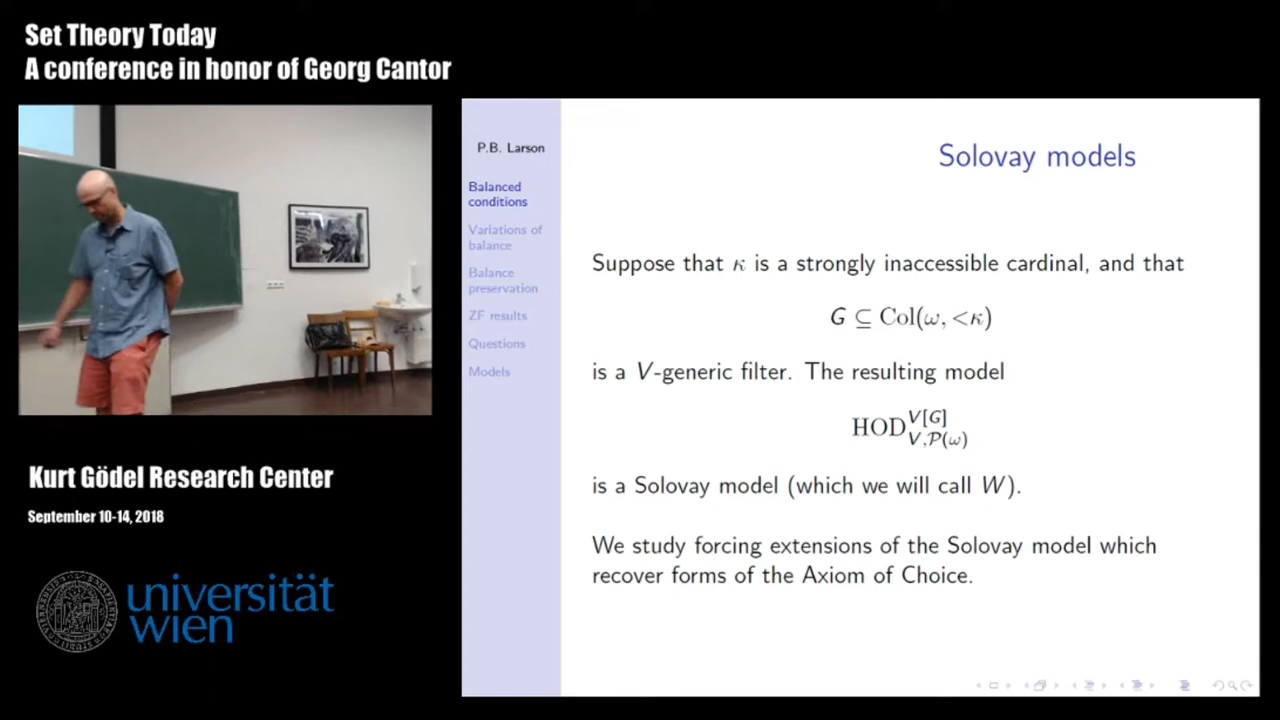 Set Theory Today
A conference in honor of Georg Cantor
Kurt Gödel Research Center
September 10-14, 2018
universität
wien
P.B. Larson
Balanced
conditions
Variations of
balance
Balance
preservation
ZF results
Questions
Models
Solovay models
Suppose that κ is a strongly inaccessible cardinal, and that
G ⊆ Col(ω, <κ)
is a V-generic filter. The resulting model
HOD^{V[G]}_{V,𝒫(ω)}
is a Solovay model (which we will call W).
We study forcing extensions of the Solovay model which
recover forms of the Axiom of Choice.